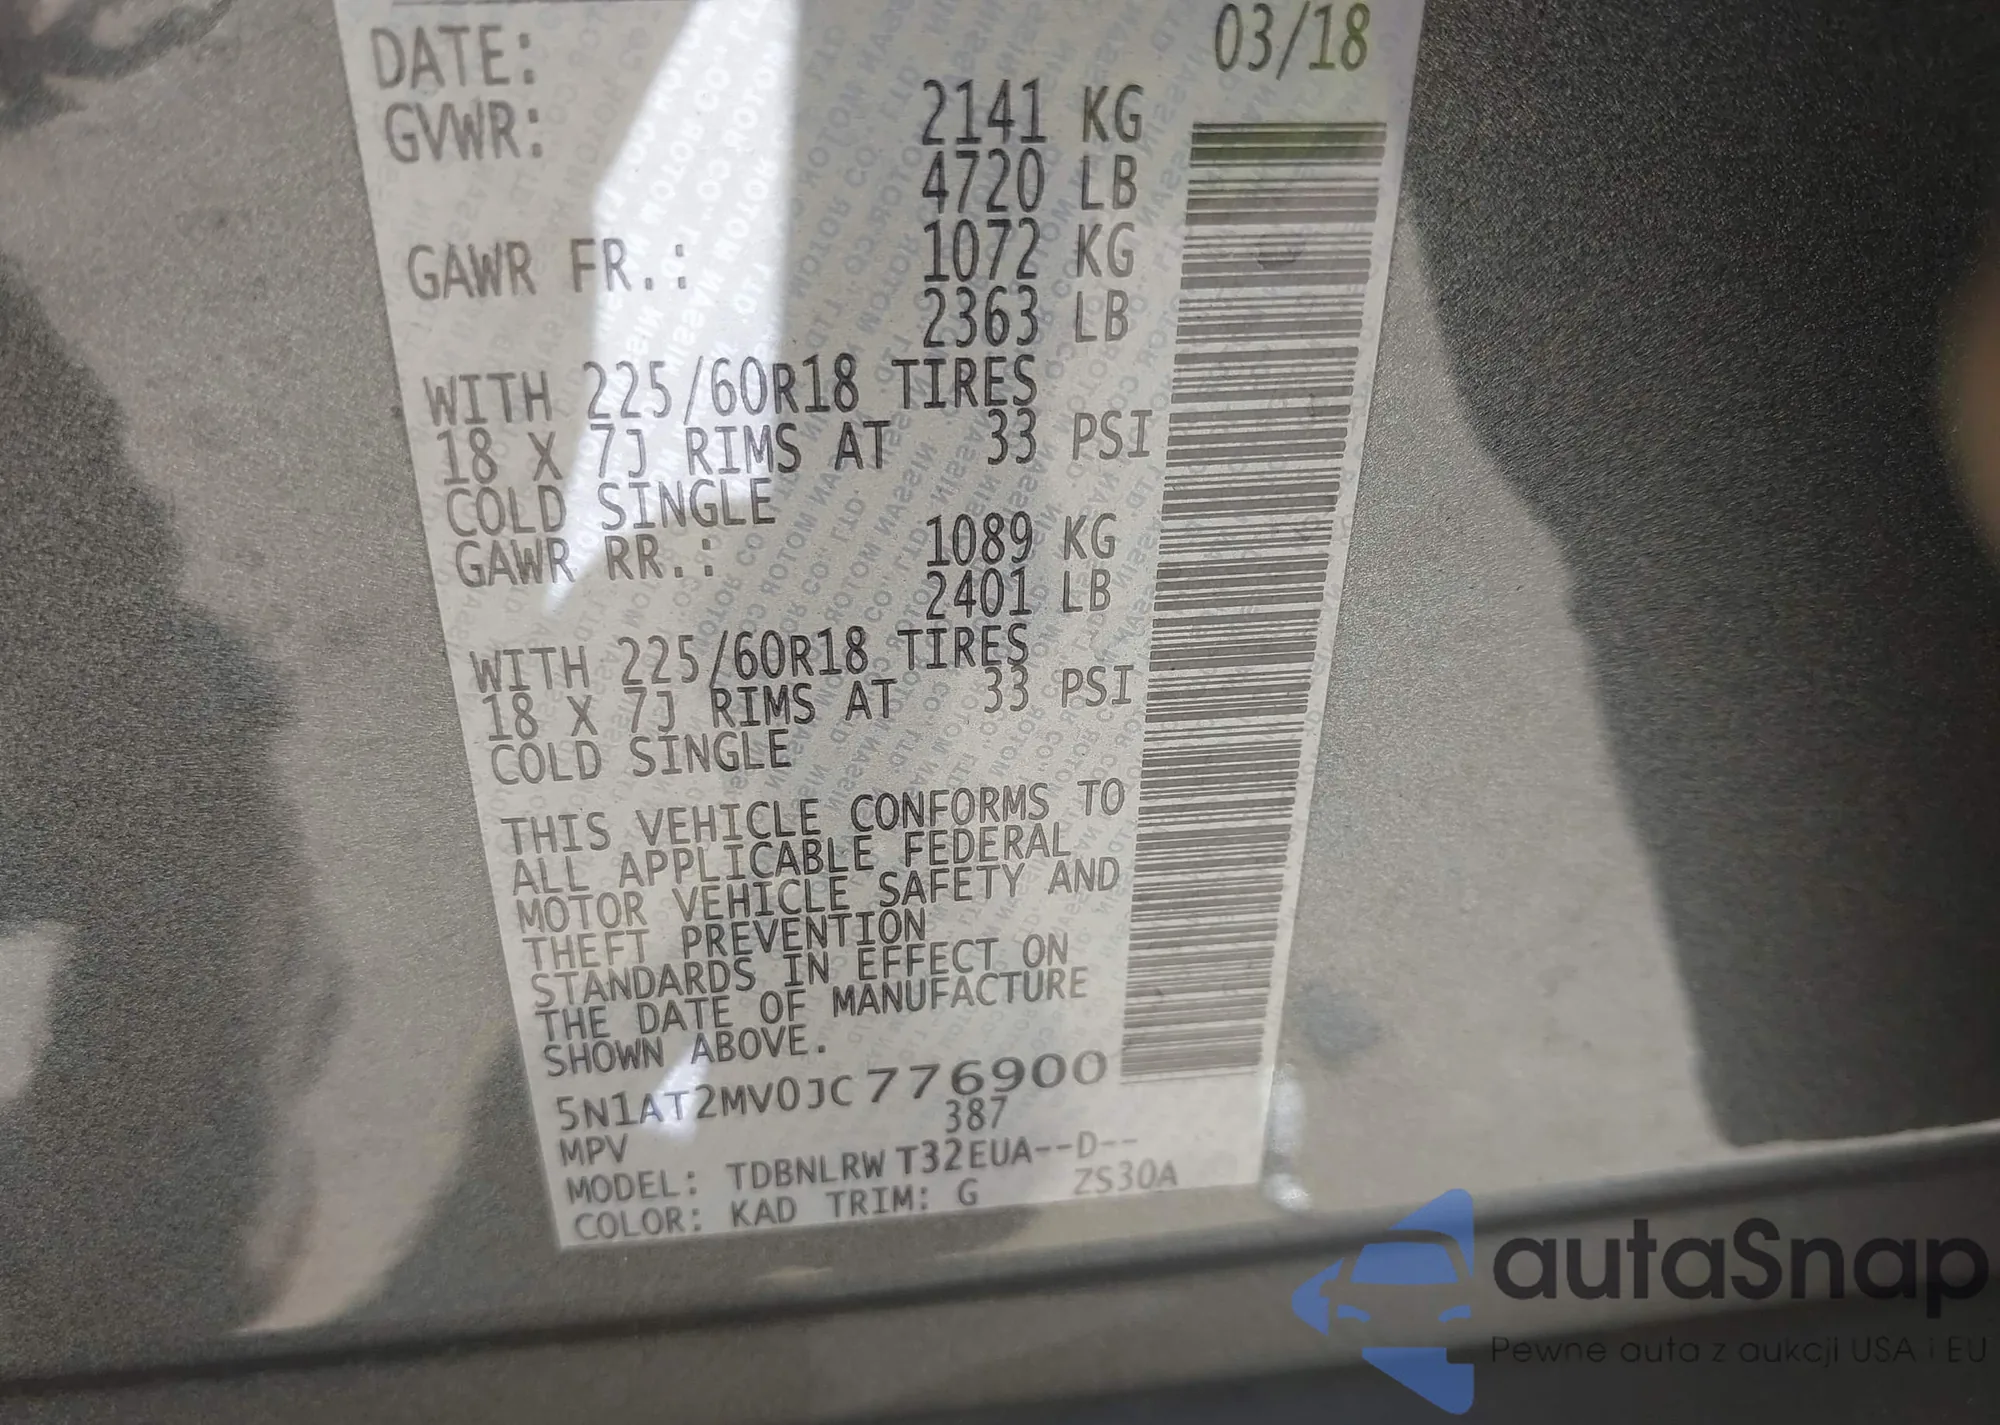 DATE: 03/18
GVWR: 2141 KG
4720 LB
GAWR FR.: 1072 KG
2363 LB
WITH 225/60R18 TIRES
18 X 7J RIMS AT 33 PSI
COLD SINGLE
GAWR RR.: 1089 KG
2401 LB
WITH 225/60R18 TIRES
18 X 7J RIMS AT 33 PSI
COLD SINGLE
THIS VEHICLE CONFORMS TO
ALL APPLICABLE FEDERAL
MOTOR VEHICLE SAFETY AND
THEFT PREVENTION
STANDARDS IN EFFECT ON
THE DATE OF MANUFACTURE
SHOWN ABOVE.
5N1AT2MV0JC776900
387
MPV
MODEL: TDBNLRW T32EUA--D--
COLOR: KAD TRIM: G ZS30A
autaSnap
Pewne auta z aukcji USA i EU